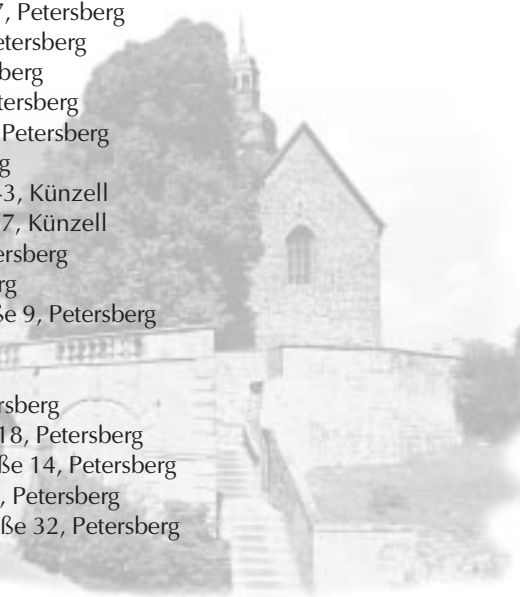 7, Petersberg
etersberg
berg
tersberg
Petersberg
g
3, Künzell
7, Künzell
ersberg
rg
ße 9, Petersberg
rsberg
18, Petersberg
ße 14, Petersberg
, Petersberg
ße 32, Petersberg